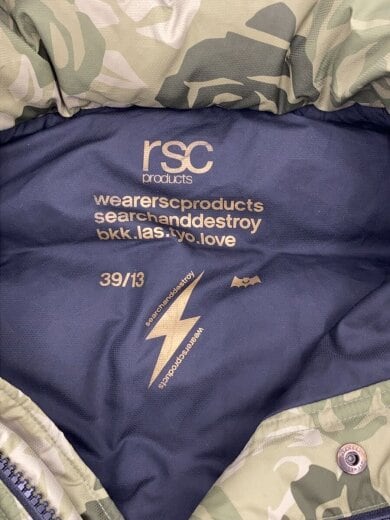 rsc
products
wearerscproducts
searchanddestroy
bkk.las.tyo.love
39/13
searchanddestroy
wearerscproducts